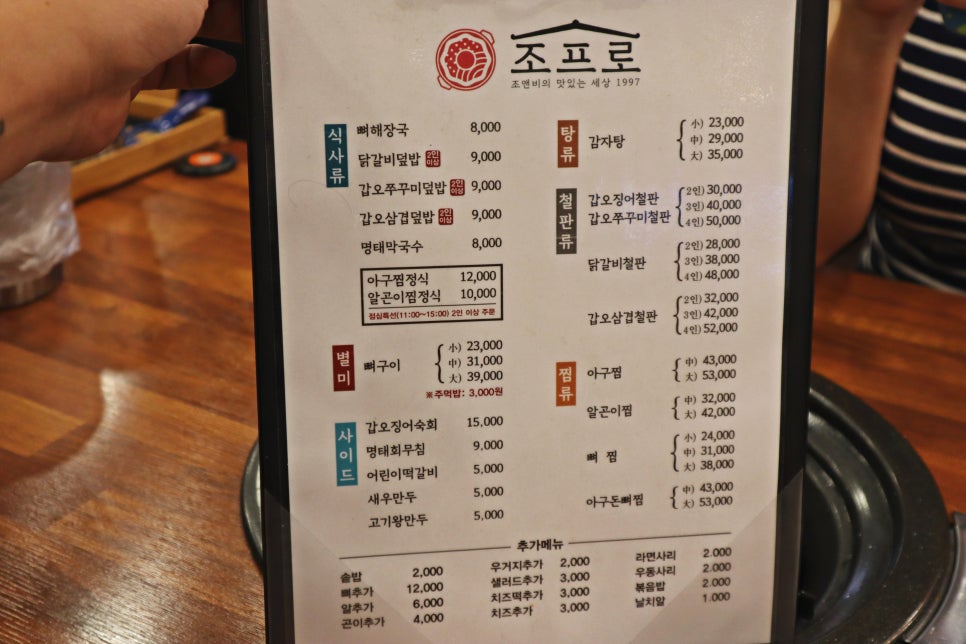 조프로
조앤비의 맛있는 세상 1997
식사류
뼈해장국 8,000
닭갈비덮밥 2인 이상 9,000
갑오쭈꾸미덮밥 2인 이상 9,000
갑오삼겹덮밥 2인 이상 9,000
명태막국수 8,000
아구찜정식 12,000
알곤이찜정식 10,000
점심특선(11:00~15:00) 2인 이상 주문
별미
뼈구이
小) 23,000
中) 31,000
大) 39,000
※주먹밥: 3,000원
사이드
갑오징어숙회 15,000
명태회무침 9,000
어린이떡갈비 5,000
새우만두 5,000
고기왕만두 5,000
탕류
감자탕
小) 23,000
中) 29,000
大) 35,000
철판류
갑오징어철판
갑오쭈꾸미철판
2인) 30,000
3인) 40,000
4인) 50,000
닭갈비철판
2인) 28,000
3인) 38,000
4인) 48,000
갑오삼겹철판
2인) 32,000
3인) 42,000
4인) 52,000
찜류
아구찜
中) 43,000
大) 53,000
알곤이찜
中) 32,000
大) 42,000
뼈 찜
小) 24,000
中) 31,000
大) 38,000
아구돈뼈찜
中) 43,000
大) 53,000
추가메뉴
솥밥 2,000
뼈추가 12,000
알추가 6,000
곤이추가 4,000
우거지추가 2,000
샐러드추가 3,000
치즈떡추가 3,000
치즈추가 3,000
라면사리 2.000
우동사리 2.000
볶음밥 2.000
날치알 1.000